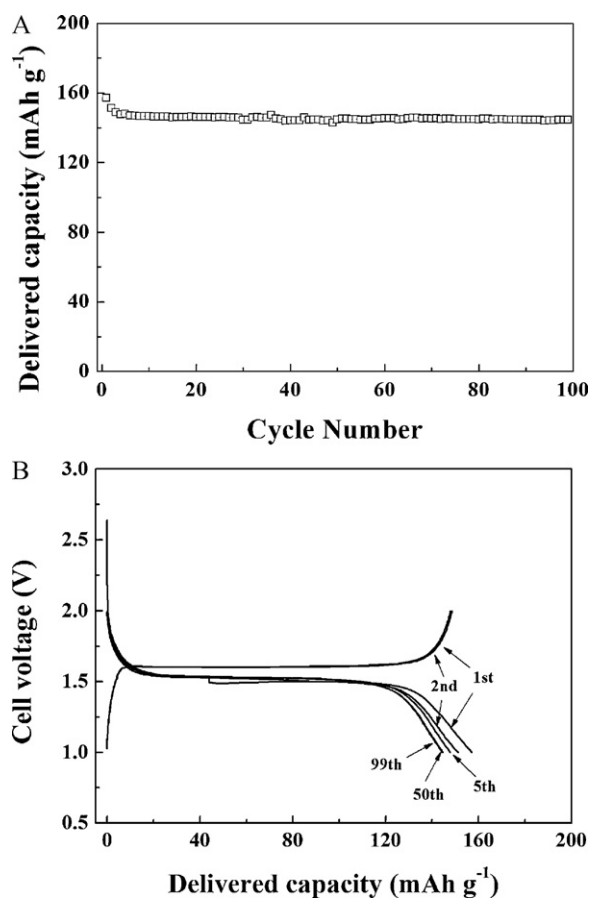 A
200
160
120
80
40
0
Delivered capacity (mAh g⁻¹)
0 20 40 60 80 100
Cycle Number
B
3.0
2.5
2.0
1.5
1.0
0.5
Cell voltage (V)
2nd 1st
99th 50th 5th
0 40 80 120 160 200
Delivered capacity (mAh g⁻¹)